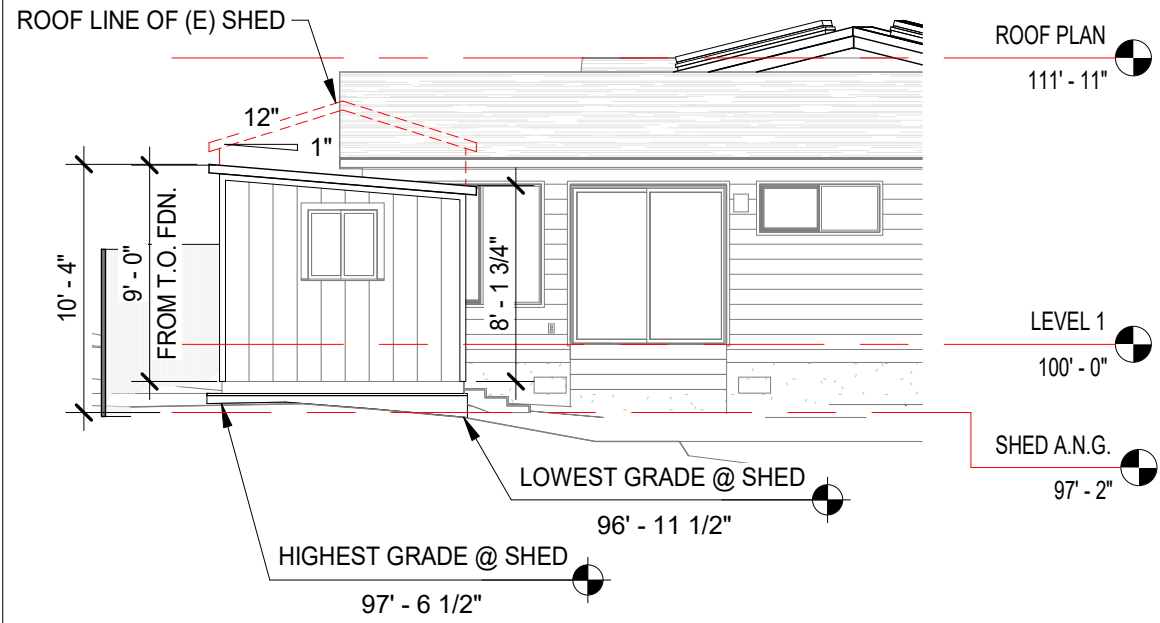 ROOF LINE OF (E) SHED
ROOF PLAN
111' - 11"
12"
1"
10' - 4"
9' - 0"
FROM T.O. FDN.
8' - 1 3/4"
LEVEL 1
100' - 0"
SHED A.N.G.
97' - 2"
LOWEST GRADE @ SHED
96' - 11 1/2"
HIGHEST GRADE @ SHED
97' - 6 1/2"